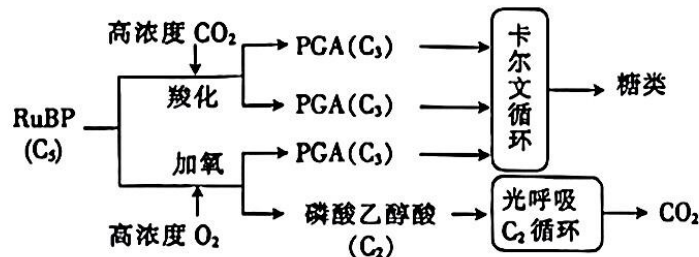 高浓度 CO₂
PGA(C₃)
羧化
PGA(C₃)
卡尔文循环
糖类
RuBP
(C₅)
加氧
PGA(C₃)
高浓度 O₂
磷酸乙醇酸
(C₂)
光呼吸
C₂ 循环
CO₂